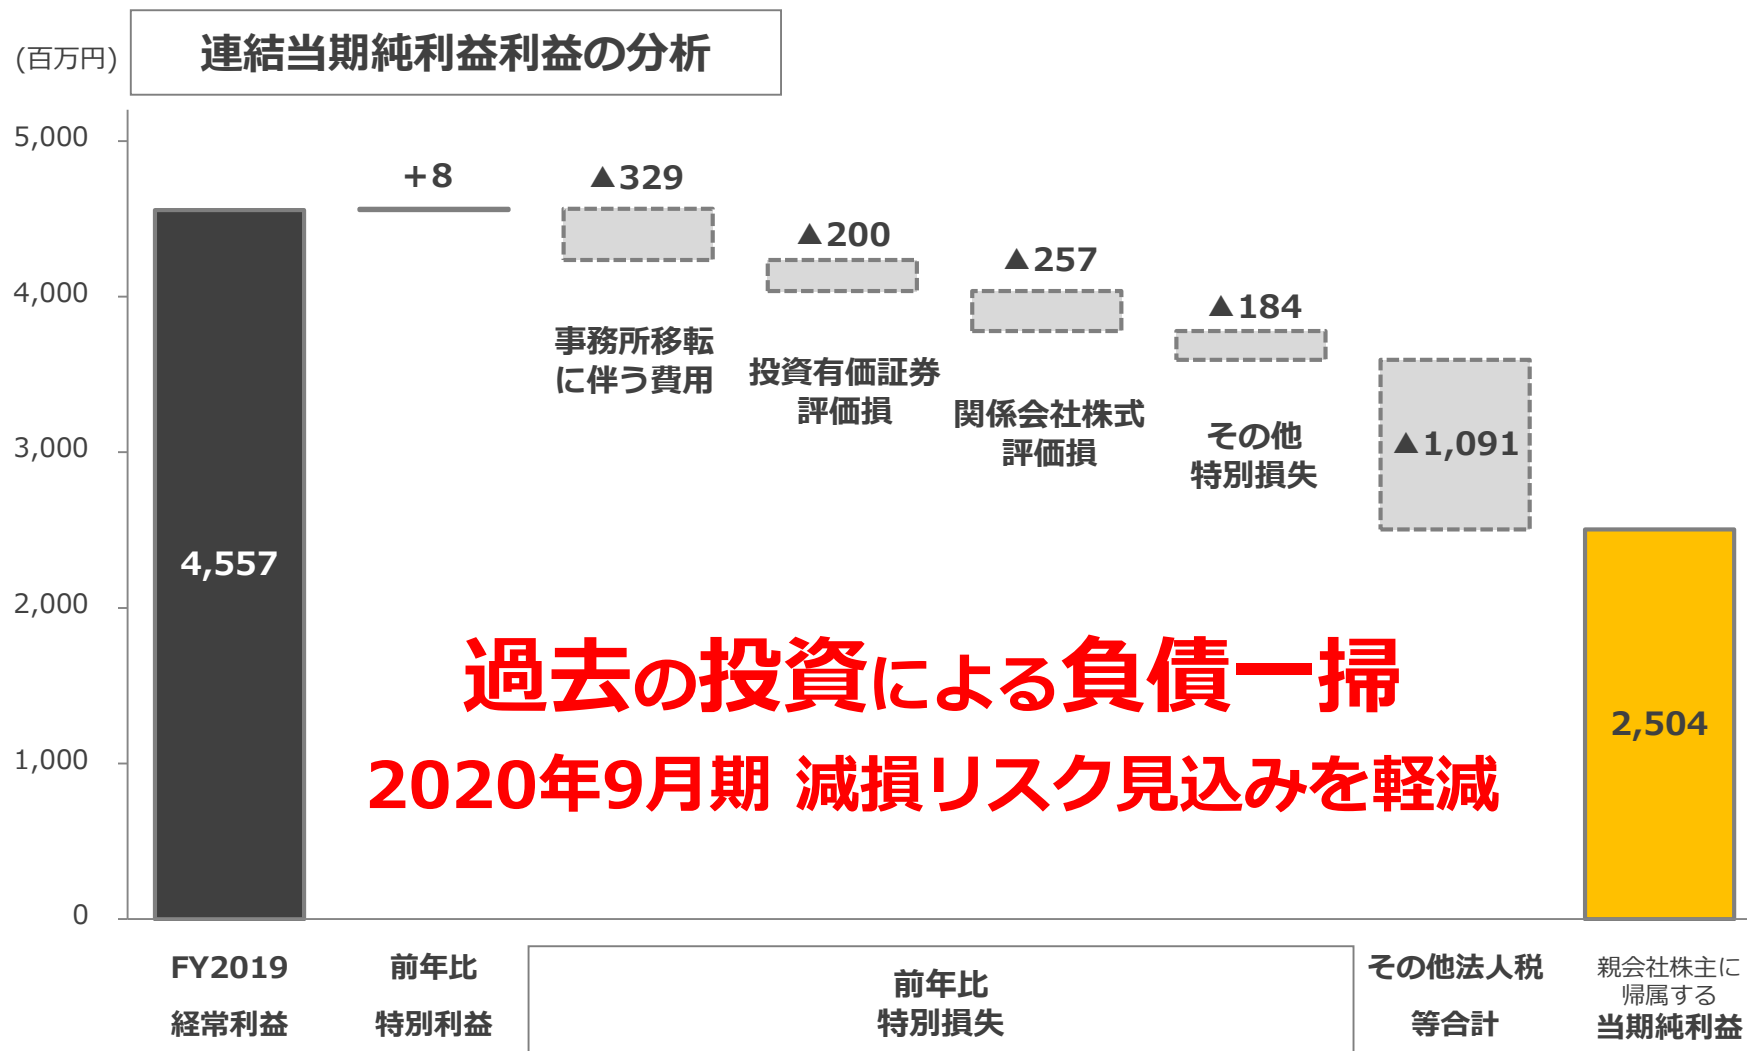 (百万円)
連結当期純利益利益の分析
5,000
4,000
3,000
2,000
1,000
0
4,557
+8
▲329
事務所移転
に伴う費用
▲200
投資有価証券
評価損
▲257
関係会社株式
評価損
▲184
その他
特別損失
▲1,091
2,504
過去の投資による負債一掃
2020年9月期 減損リスク見込みを軽減
FY2019
経常利益
前年比
特別利益
前年比
特別損失
その他法人税
等合計
親会社株主に
帰属する
当期純利益